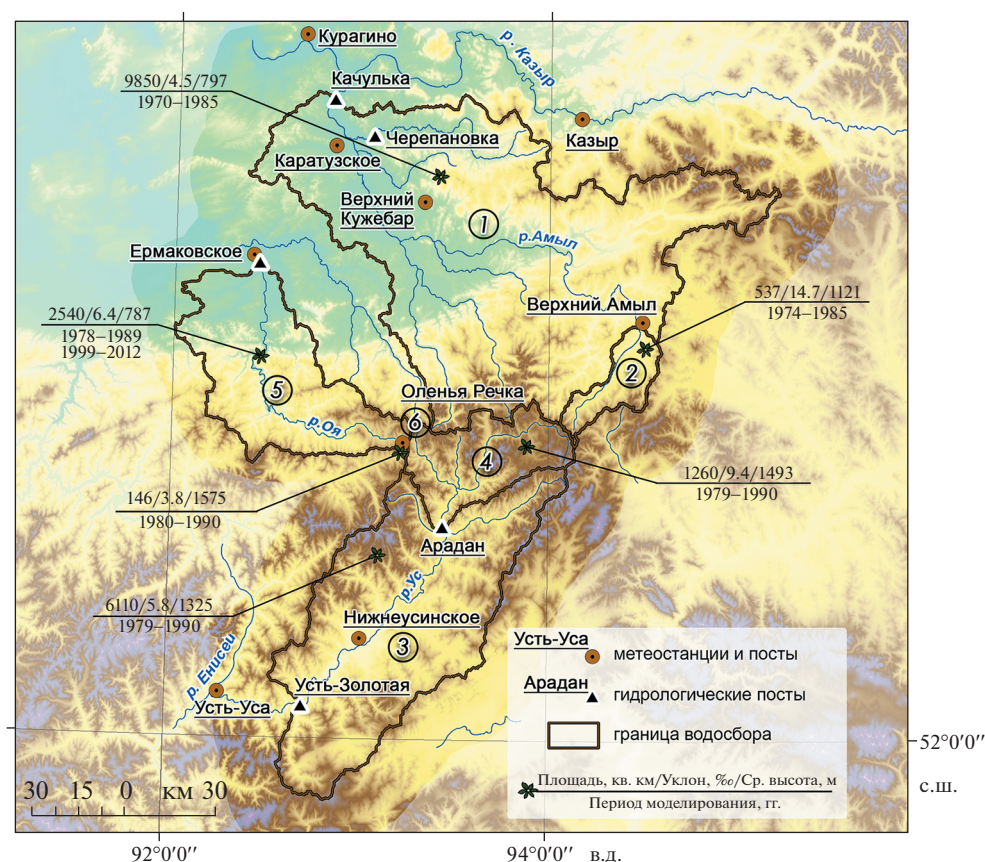 Курагино
р. Казыр
Качулька
9850/4.5/797
1970–1985
Черепановка
Казыр
Каратузское
Верхний
Кужебар
1
р.Амыл
Ермаковское
537/14.7/1121
1974–1985
Верхний Амыл
2540/6.4/787
1978–1989
1999–2012
2
5
Оленья Речка
6
р.Оя
4
1260/9.4/1493
1979–1990
146/3.8/1575
1980–1990
Арадан
р.Ус
6110/5.8/1325
1979–1990
Нижнеусинское
3
р. Енисей
Усть-Золотая
Усть-Уса
Усть-Уса
метеостанции и посты
Арадан
гидрологические посты
граница водосбора
Площадь, кв. км/Уклон, ‰/Ср. высота, м
Период моделирования, гг.
52°0′0′′
с.ш.
30 15 0 км 30
92°0′0′′
94°0′0′′ в.д.